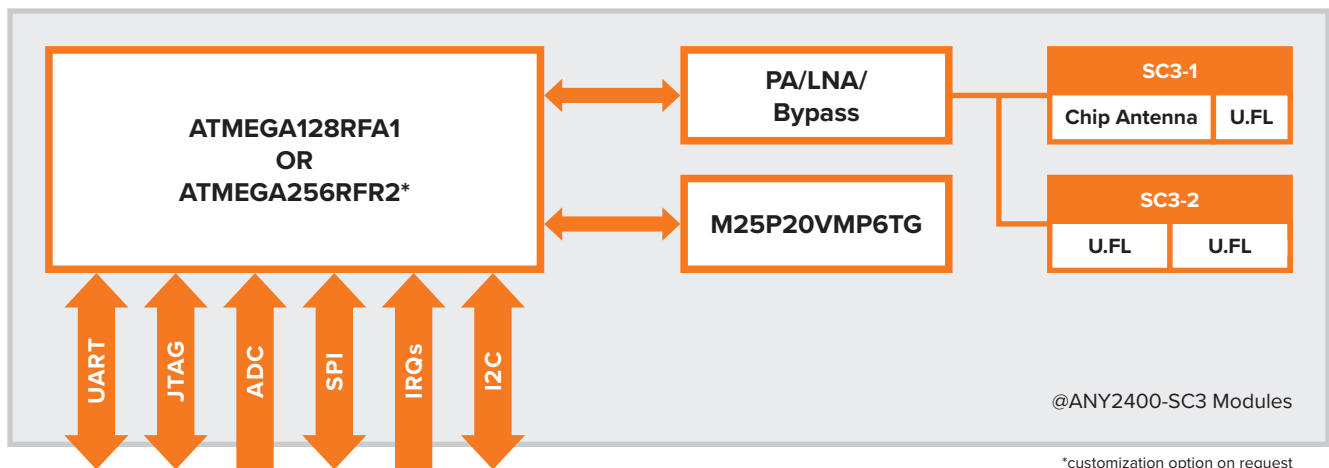 ATMEGA128RFA1
OR
ATMEGA256RFR2*
PA/LNA/
Bypass
M25P20VMP6TG
SC3-1
Chip Antenna
U.FL
SC3-2
U.FL
U.FL
UART
JTAG
ADC
SPI
IRQs
I2C
@ANY2400-SC3 Modules
*customization option on request